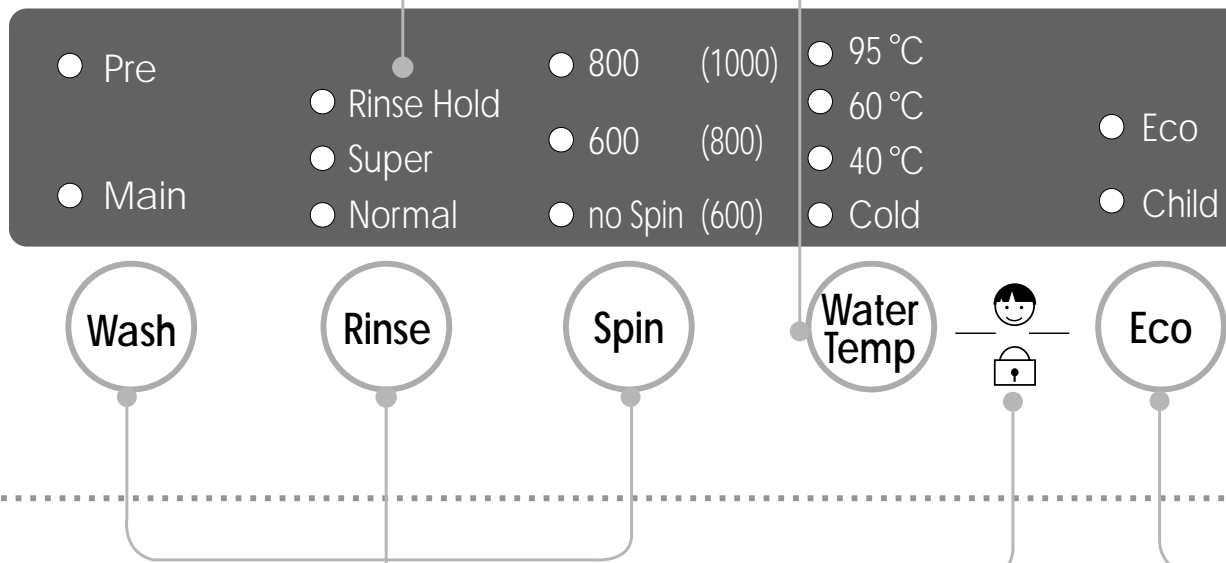 Pre
Main
Rinse Hold
Super
Normal
800 (1000)
600 (800)
no Spin (600)
95 °C
60 °C
40 °C
Cold
Eco
Child
Wash
Rinse
Spin
Water
Temp
Eco